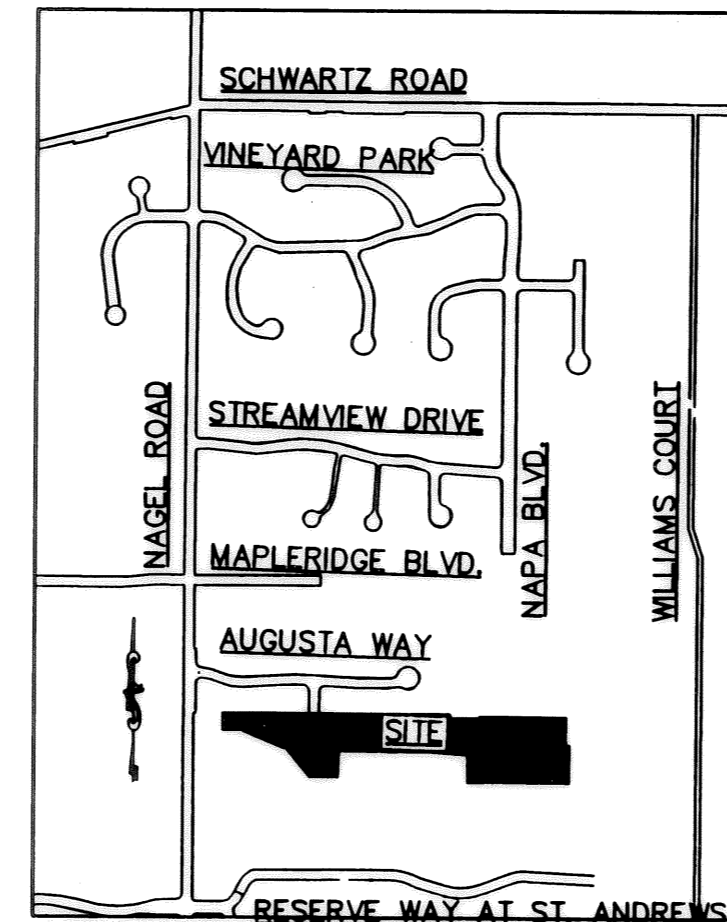 SCHWARTZ ROAD
VINEYARD PARK
STREAMVIEW DRIVE
NAGEL ROAD
NAPA BLVD.
WILLIAMS COURT
MAPLERIDGE BLVD.
AUGUSTA WAY
SITE
RESERVE WAY AT ST. ANDREWS